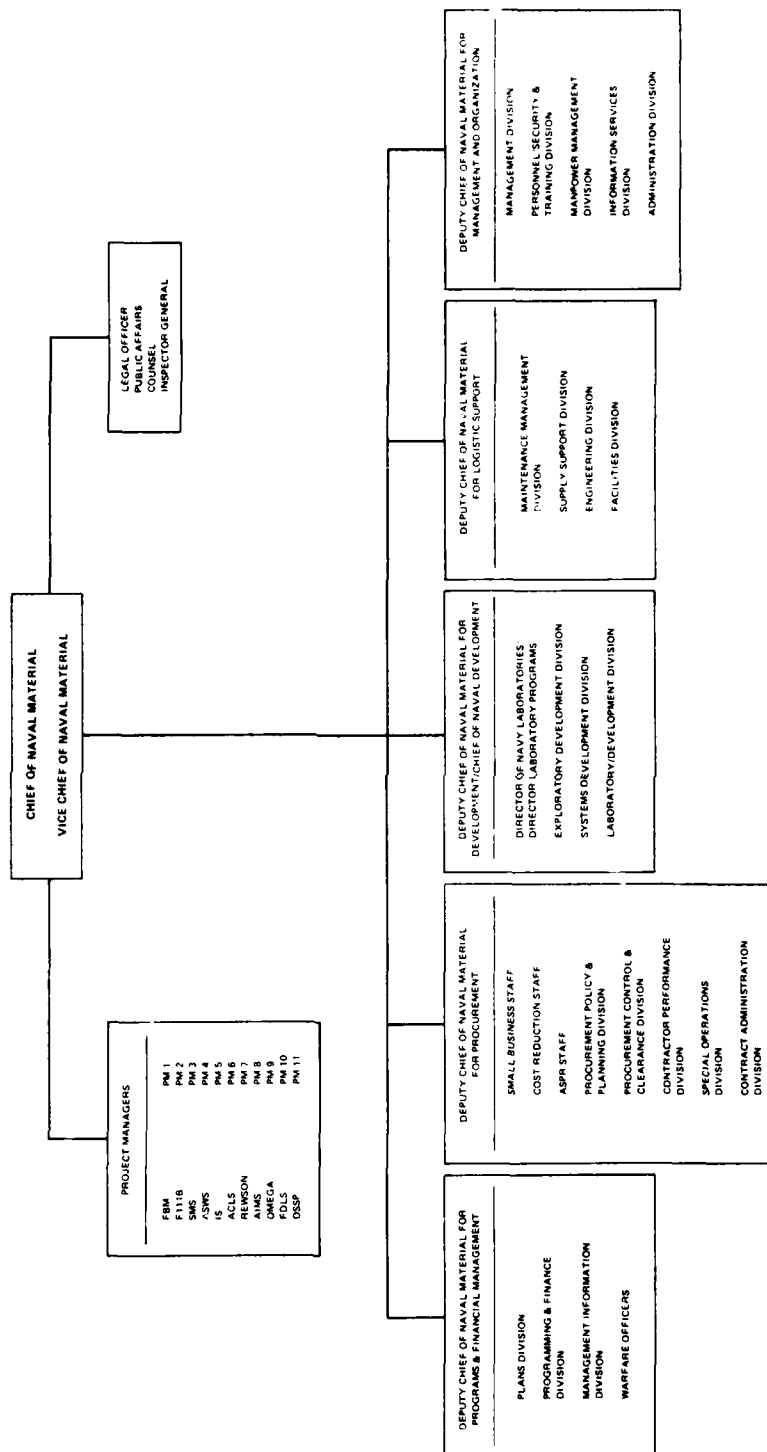 CHIEF OF NAVAL MATERIAL
VICE CHIEF OF NAVAL MATERIAL
PROJECT MANAGERS
FBM PM 1
F111B PM 2
SMS PM 3
ASWS PM 4
IS PM 5
ACLS PM 6
REWSON PM 7
AIMS PM 8
OMEGA PM 9
FDLS PM 10
DSSP PM 11
LEGAL OFFICER
PUBLIC AFFAIRS
COUNSEL
INSPECTOR GENERAL
DEPUTY CHIEF OF NAVAL MATERIAL FOR
PROGRAMS & FINANCIAL MANAGEMENT
PLANS DIVISION
PROGRAMMING & FINANCE
DIVISION
MANAGEMENT INFORMATION
DIVISION
WARFARE OFFICERS
DEPUTY CHIEF OF NAVAL MATERIAL
FOR PROCUREMENT
SMALL BUSINESS STAFF
COST REDUCTION STAFF
ASPR STAFF
PROCUREMENT POLICY &
PLANNING DIVISION
PROCUREMENT CONTROL &
CLEARANCE DIVISION
CONTRACTOR PERFORMANCE
DIVISION
SPECIAL OPERATIONS
DIVISION
CONTRACT ADMINISTRATION
DIVISION
DEPUTY CHIEF OF NAVAL MATERIAL FOR
DEVELOPMENT/CHIEF OF NAVAL DEVELOPMENT
DIRECTOR OF NAVY LABORATORIES
DIRECTOR LABORATORY PROGRAMS
EXPLORATORY DEVELOPMENT DIVISION
SYSTEMS DEVELOPMENT DIVISION
LABORATORY/DEVELOPMENT DIVISION
DEPUTY CHIEF OF NAVAL MATERIAL
FOR LOGISTIC SUPPORT
MAINTENANCE MANAGEMENT
DIVISION
SUPPLY SUPPORT DIVISION
ENGINEERING DIVISION
FACILITIES DIVISION
DEPUTY CHIEF OF NAVAL MATERIAL FOR
MANAGEMENT AND ORGANIZATION
MANAGEMENT DIVISION
PERSONNEL SECURITY &
TRAINING DIVISION
MANPOWER MANAGEMENT
DIVISION
INFORMATION SERVICES
DIVISION
ADMINISTRATION DIVISION